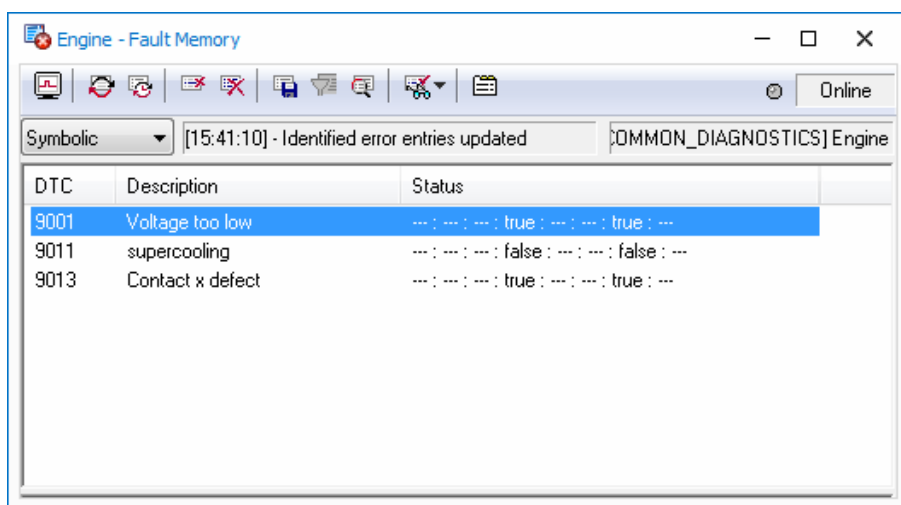 Engine - Fault Memory
Online
Symbolic [15:41:10] - Identified error entries updated COMMON_DIAGNOSTICS] Engine
DTC Description Status
9001 Voltage too low --- : --- : --- : true : --- : --- : true : ---
9011 supercooling --- : --- : --- : false : --- : --- : false : ---
9013 Contact x defect --- : --- : --- : true : --- : --- : true : ---